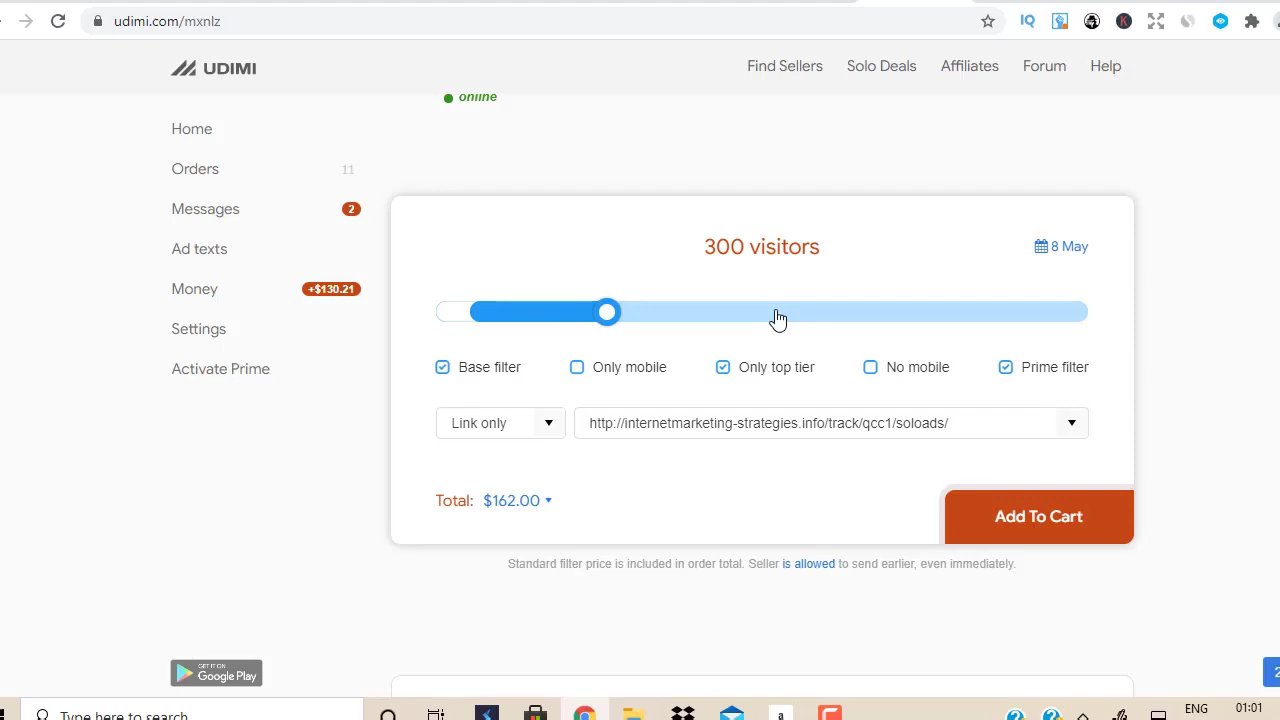 udimi.com/mxnlz
IQ
K
UDIMI
Find Sellers
Solo Deals
Affiliates
Forum
Help
online
Home
Orders
11
Messages
2
Ad texts
Money
+$130.21
Settings
Activate Prime
300 visitors
8 May
Base filter
Only mobile
Only top tier
No mobile
Prime filter
Link only
http://internetmarketing-strategies.info/track/qcc1/soloads/
Total: $162.00
Add To Cart
Standard filter price is included in order total. Seller is allowed to send earlier, even immediately.
GET IT ON
Google Play
2
Type here to search
a
ENG
01:01